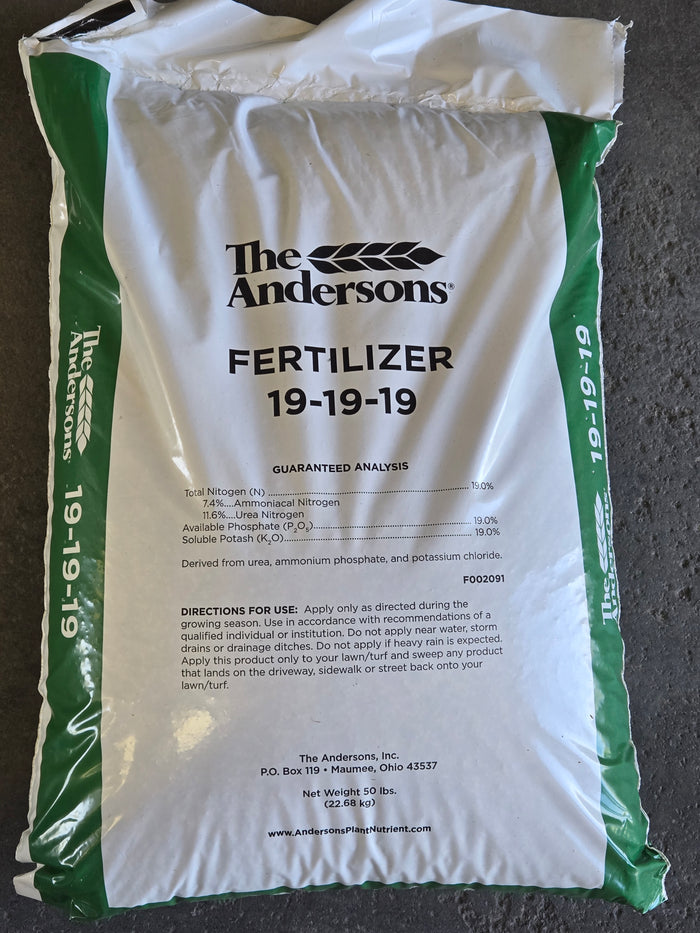 The
Andersons®
FERTILIZER
19-19-19
GUARANTEED ANALYSIS
Total Nitogen (N) ........................................ 19.0%
7.4%....Ammoniacal Nitrogen
11.6%....Urea Nitrogen
Available Phosphate (P₂O₅)........................................ 19.0%
Soluble Potash (K₂O)........................................ 19.0%
Derived from urea, ammonium phosphate, and potassium chloride.
F002091
DIRECTIONS FOR USE: Apply only as directed during the
growing season. Use in accordance with recommendations of a
qualified individual or institution. Do not apply near water, storm
drains or drainage ditches. Do not apply if heavy rain is expected.
Apply this product only to your lawn/turf and sweep any product
that lands on the driveway, sidewalk or street back onto your
lawn/turf.
The Andersons, Inc.
P.O. Box 119 • Maumee, Ohio 43537
Net Weight 50 lbs.
(22.68 kg)
www.AndersonsPlantNutrient.com
The
Andersons
19-19-19
The
Andersons
19-19-19